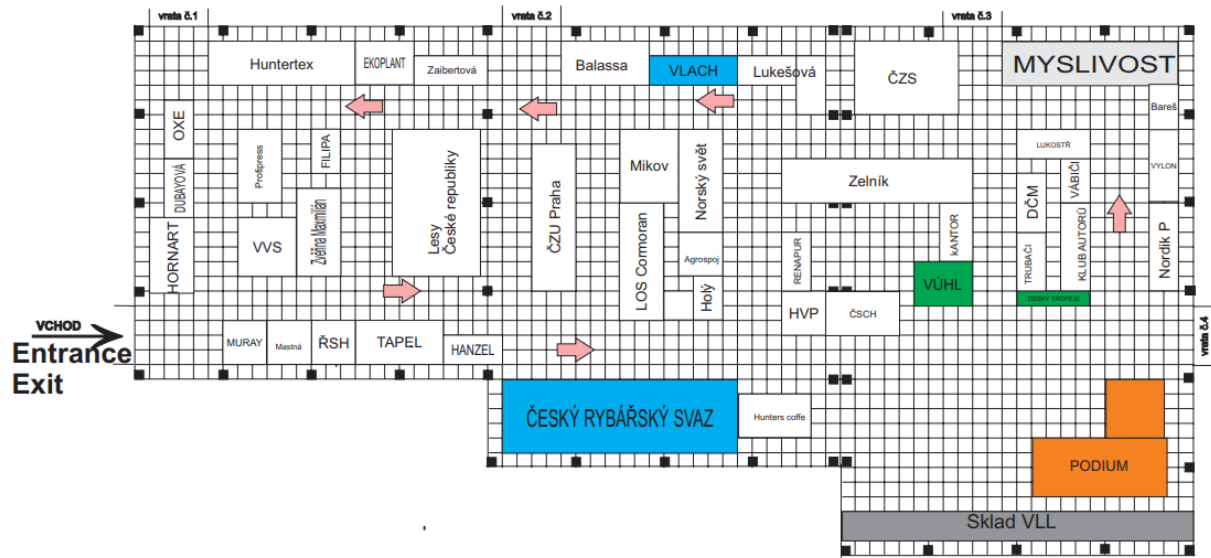 vrata č.1
vrata č.2
vrata č.3
Huntertex
EKOPLANT
Zaibertová
Balassa
VLACH
Lukešová
ČZS
MYSLIVOST
Bareš
OXE
DUBAYOVÁ
HORNART
Profipress
FILIPA
VVS
Zvěřina Maxmilián
Lesy
České republiky
ČZU Praha
Mikov
Norský svět
LOS Cormoran
Agrospoj
Holý
Zelník
RENAPUR
kANTOR
VÚHL
HVP
ČSCH
LUKOSTŘ
DČM
VÁBIČI
TRUBAČI
KLUB AUTORŮ
DESKY TROFEJE
VYLON
Nordik P
vrata č.4
VCHOD
Entrance
Exit
MURAY
Mastná
ŘSH
TAPEL
HANZEL
ČESKÝ RYBÁŘSKÝ SVAZ
Hunters coffe
PODIUM
Sklad VLL